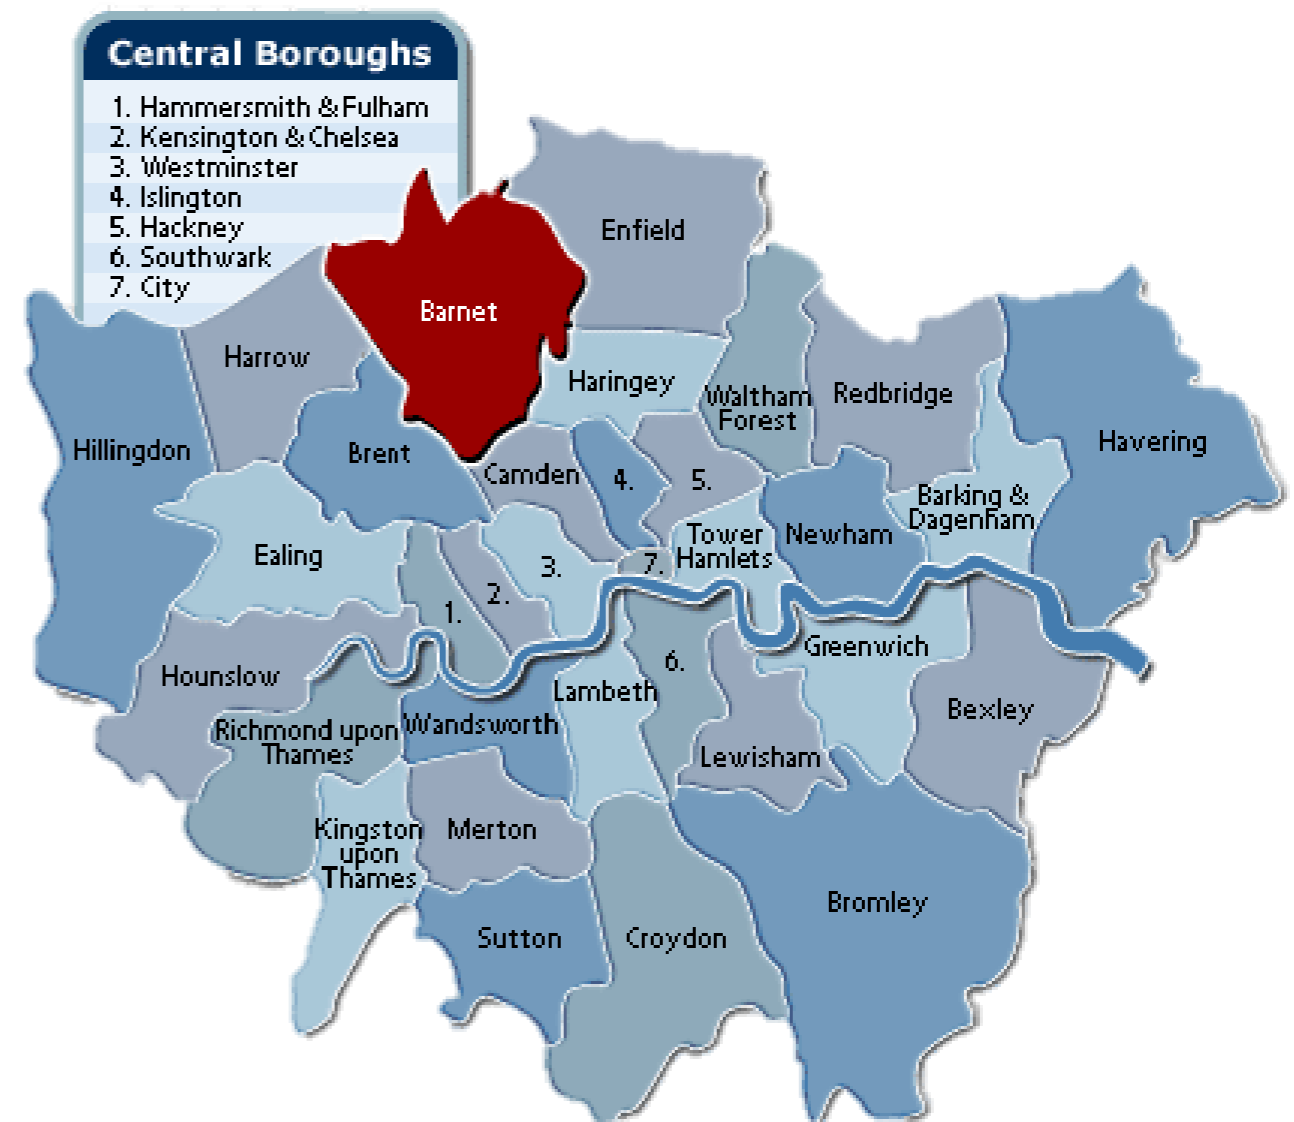 Central Boroughs
1. Hammersmith & Fulham
2. Kensington & Chelsea
3. Westminster
4. Islington
5. Hackney
6. Southwark
7. City
Enfield
Barnet
Harrow
Haringey
Waltham
Forest
Redbridge
Havering
Hillingdon
Brent
Camden
4.
5.
Barking &
Dagenham
Ealing
3.
7.
Tower
Hamlets
Newham
1.
2.
Hounslow
6.
Greenwich
Lambeth
Richmond upon
Thames
Wandsworth
Lewisham
Bexley
Kingston
upon
Thames
Merton
Bromley
Sutton
Croydon